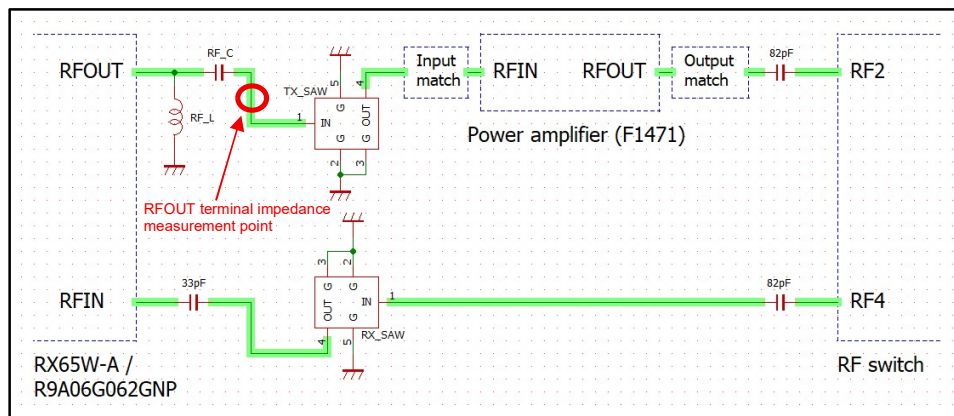 RFOUT
RF_C
RF_L
TX_SAW
5
G
4
OUT
1
IN
G
G
2
3
Input
match
RFIN
RFOUT
Output
match
82pF
RF2
Power amplifier (F1471)
RFOUT terminal impedance
measurement point
RFIN
33pF
3
2
G
G
IN
1
OUT
G
4
5
RX_SAW
82pF
RF4
RX65W-A /
R9A06G062GNP
RF switch